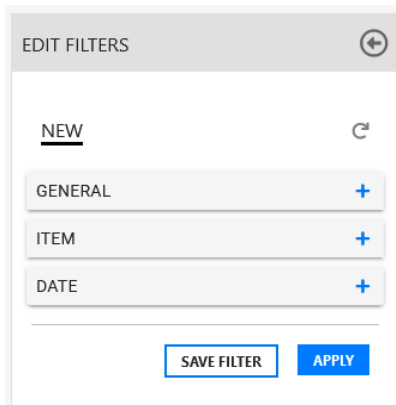 EDIT FILTERS
NEW
GENERAL
ITEM
DATE
SAVE FILTER APPLY